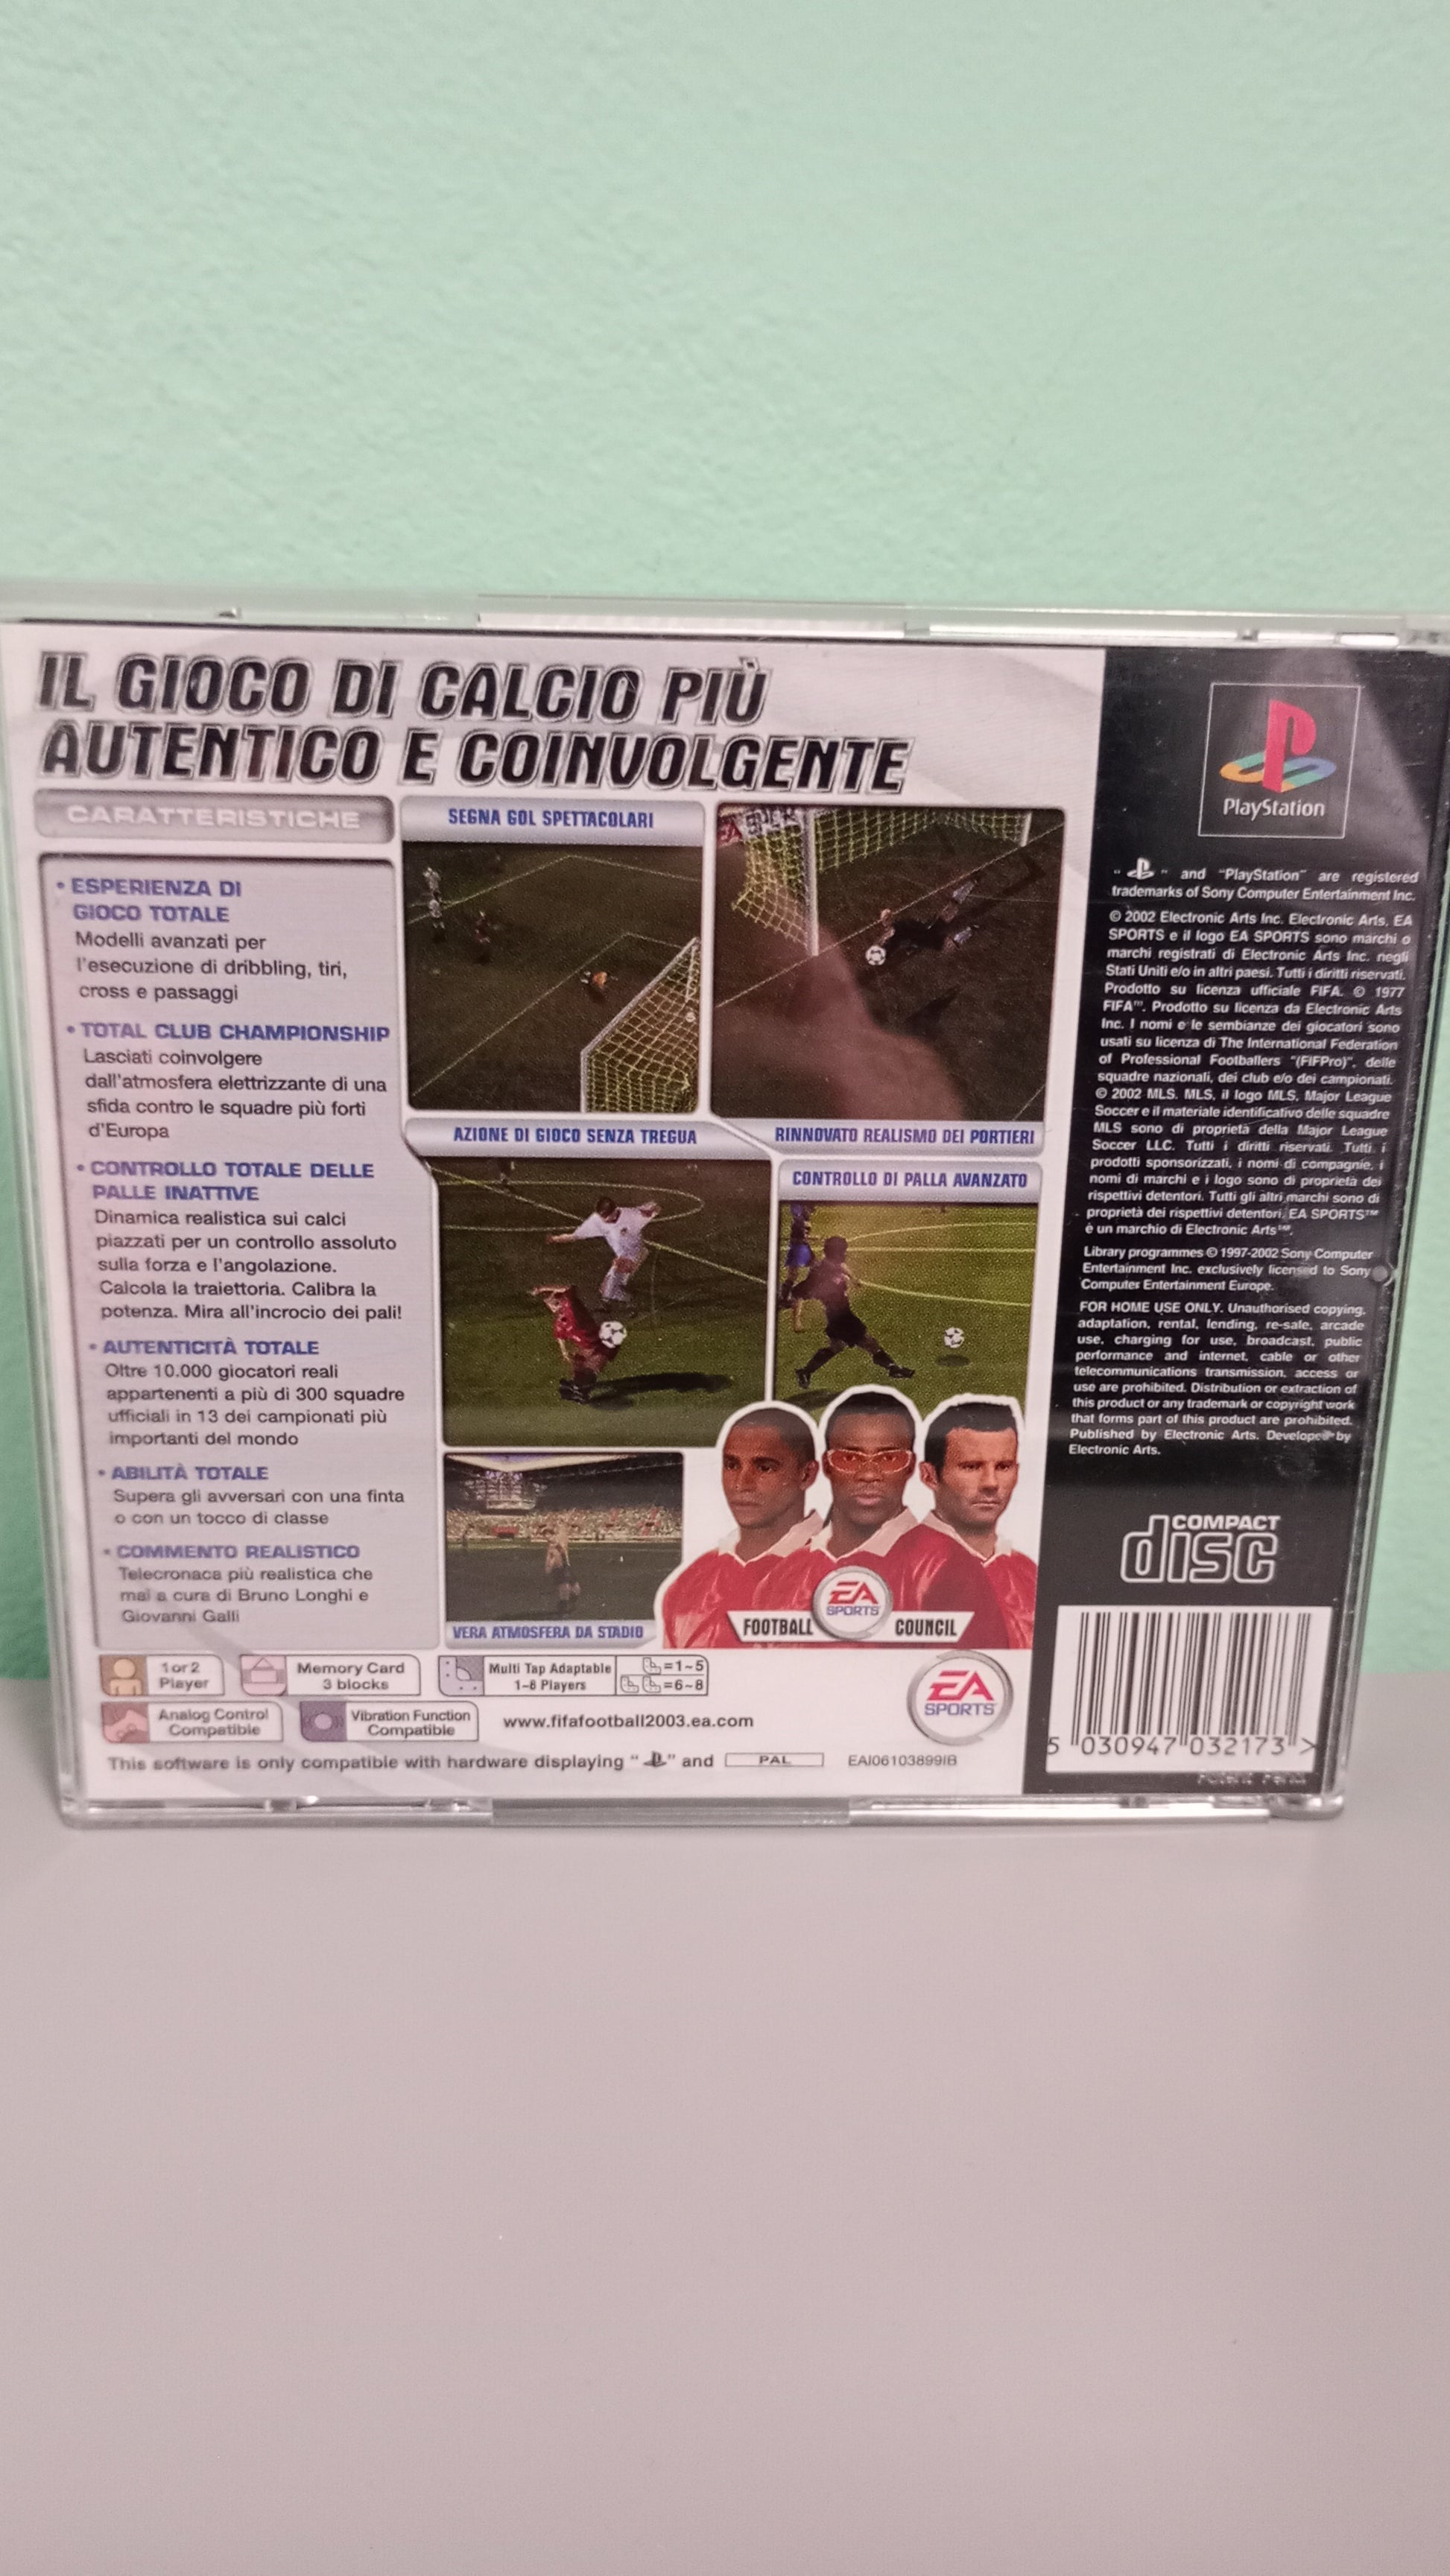 IL GIOCO DI CALCIO PIÙ
AUTENTICO E COINVOLGENTE
CARATTERISTICHE
• ESPERIENZA DI
GIOCO TOTALE
Modelli avanzati per
l'esecuzione di dribbling, tiri,
cross e passaggi
• TOTAL CLUB CHAMPIONSHIP
Lasciati coinvolgere
dall'atmosfera elettrizzante di una
sfida contro le squadre più forti
d'Europa
• CONTROLLO TOTALE DELLE
PALLE INATTIVE
Dinamica realistica sui calci
piazzati per un controllo assoluto
sulla forza e l'angolazione.
Calcola la traiettoria. Calibra la
potenza. Mira all'incrocio dei pali!
• AUTENTICITÀ TOTALE
Oltre 10.000 giocatori reali
appartenenti a più di 300 squadre
ufficiali in 13 dei campionati più
importanti del mondo
• ABILITÀ TOTALE
Supera gli avversari con una finta
o con un tocco di classe
• COMMENTO REALISTICO
Telecronaca più realistica che
mai a cura di Bruno Longhi e
Giovanni Galli
SEGNA GOL SPETTACOLARI
AZIONE DI GIOCO SENZA TREGUA
RINNOVATO REALISMO DEI PORTIERI
CONTROLLO DI PALLA AVANZATO
VERA ATMOSFERA DA STADIO
EA
SPORTS
FOOTBALL COUNCIL
1 or 2
Player
Memory Card
3 blocks
Multi Tap Adaptable
1-8 Players
=1~5
=6~8
Analog Control
Compatible
Vibration Function
Compatible
www.fifafootball2003.ea.com
EA
SPORTS
This software is only compatible with hardware displaying " " and PAL EAI06103899IB
PlayStation
" " and "PlayStation" are registered
trademarks of Sony Computer Entertainment Inc.
© 2002 Electronic Arts Inc. Electronic Arts, EA
SPORTS e il logo EA SPORTS sono marchi o
marchi registrati di Electronic Arts Inc. negli
Stati Uniti e/o in altri paesi. Tutti i diritti riservati.
Prodotto su licenza ufficiale FIFA. © 1977
FIFA™. Prodotto su licenza da Electronic Arts
Inc. I nomi e le sembianze dei giocatori sono
usati su licenza di The International Federation
of Professional Footballers "(FIFPro)", delle
squadre nazionali, dei club e/o dei campionati.
© 2002 MLS. MLS, il logo MLS, Major League
Soccer e il materiale identificativo delle squadre
MLS sono di proprietà della Major League
Soccer LLC. Tutti i diritti riservati. Tutti i
prodotti sponsorizzati, i nomi di compagnie, i
nomi di marchi e i logo sono di proprietà dei
rispettivi detentori. Tutti gli altri marchi sono di
proprietà dei rispettivi detentori. EA SPORTS™
è un marchio di Electronic Arts™.
Library programmes © 1997-2002 Sony Computer
Entertainment Inc. exclusively licensed to Sony
Computer Entertainment Europe.
FOR HOME USE ONLY. Unauthorised copying,
adaptation, rental, lending, re-sale, arcade
use, charging for use, broadcast, public
performance and internet, cable or other
telecommunications transmission, access or
use are prohibited. Distribution or extraction of
this product or any trademark or copyright work
that forms part of this product are prohibited.
Published by Electronic Arts. Developed by
Electronic Arts.
COMPACT
disc
5 030947 032173 >